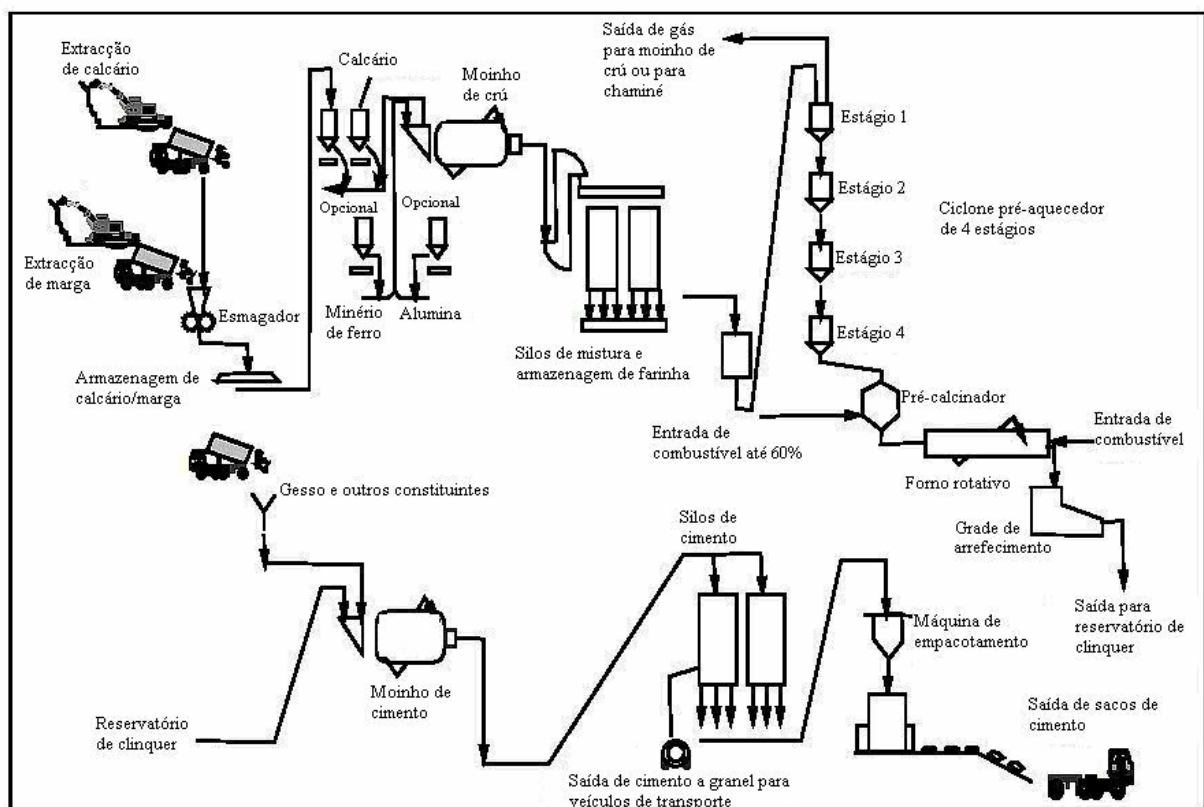 Extracção
de calcário
Calcário
Moinho
de crú
Saída de gás
para moinho de
crú ou para
chaminé
Estágio 1
Estágio 2
Estágio 3
Estágio 4
Ciclone pré-aquecedor
de 4 estágios
Opcional
Opcional
Extracção
de marga
Esmagador
Minério
de ferro
Alumina
Armazenagem de
calcário/marga
Silos de mistura e
armazenagem de farinha
Pré-calcinador
Entrada de
combustível até 60%
Entrada de
combustível
Forno rotativo
Grade de
arrefecimento
Saída para
reservatório de
clinquer
Gesso e outros constituintes
Silos de
cimento
Máquina de
empacotamento
Moinho de
cimento
Reservatório
de clinquer
Saída de sacos de
cimento
Saída de cimento a granel para
veículos de transporte